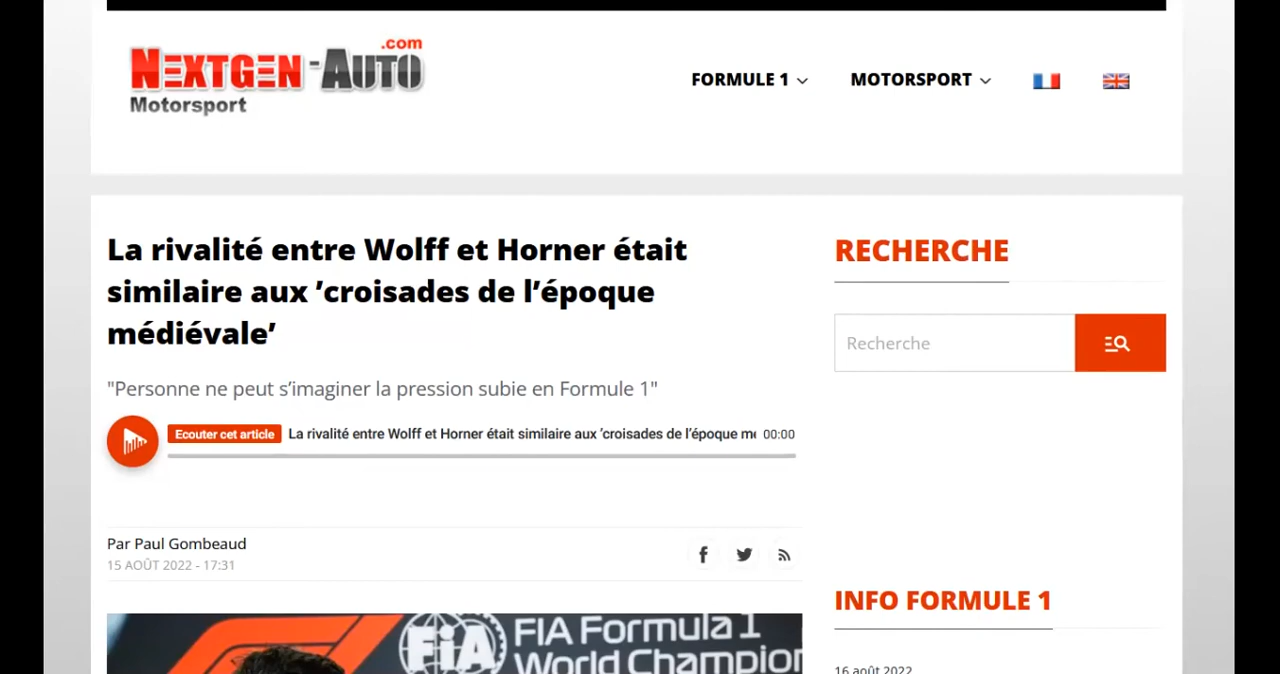 .com
NEXTGEN-AUTO
Motorsport
FORMULE 1
MOTORSPORT
La rivalité entre Wolff et Horner était
similaire aux ’croisades de l’époque
médiévale’
"Personne ne peut s’imaginer la pression subie en Formule 1"
Ecouter cet article La rivalité entre Wolff et Horner était similaire aux ’croisades de l’époque me 00:00
Par Paul Gombeaud
15 AOÛT 2022 - 17:31
FIA FIA Formula 1
World Champion
RECHERCHE
Recherche
INFO FORMULE 1
16 août 2022